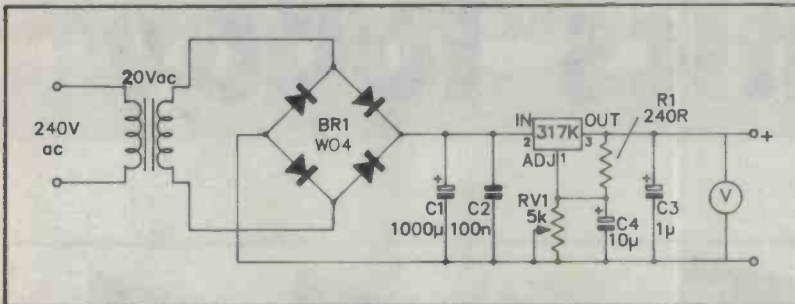 20Vac
240V
ac
BR1
W04
C1
1000µ
C2
100n
IN
2
317K
OUT
3
ADJ
1
R1
240R
RV1
5k
C4
10µ
C3
1µ
V
+
+
+
+